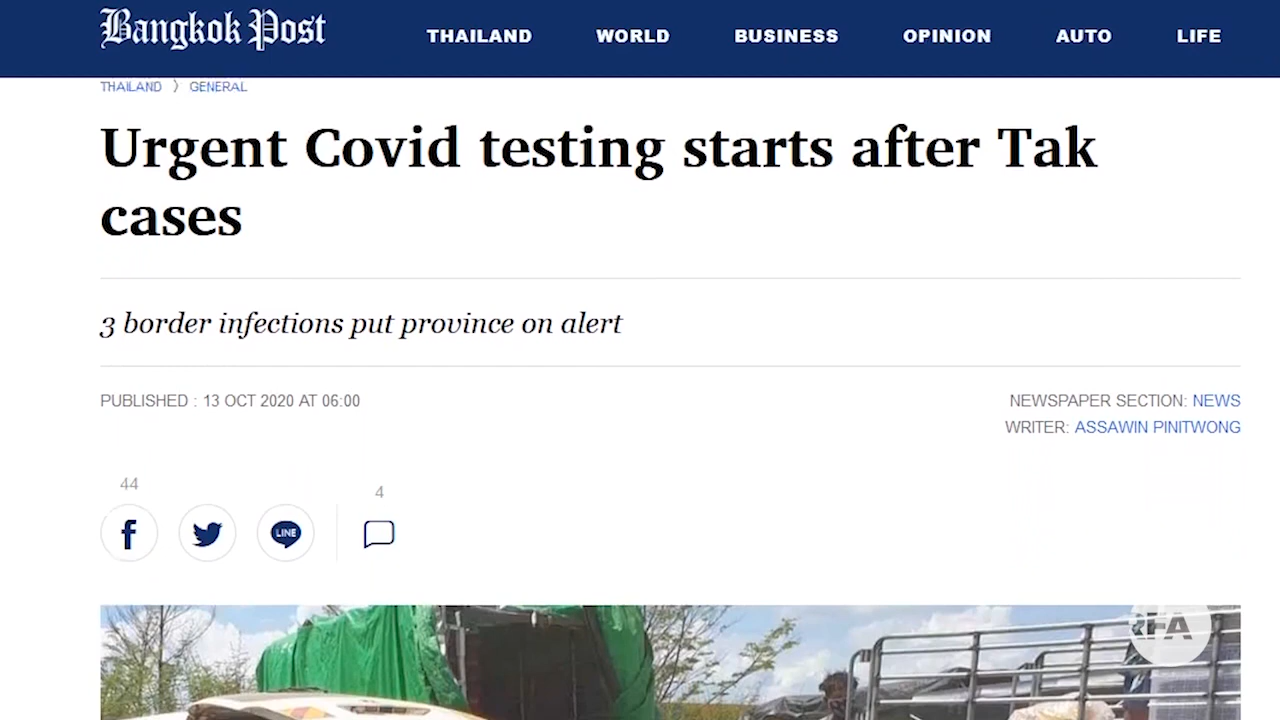 Bangkok Post
THAILAND WORLD BUSINESS OPINION AUTO LIFE
THAILAND 〉 GENERAL
Urgent Covid testing starts after Tak
cases
3 border infections put province on alert
PUBLISHED : 13 OCT 2020 AT 06:00
NEWSPAPER SECTION: NEWS
WRITER: ASSAWIN PINITWONG
44
4
f
LINE
RFA